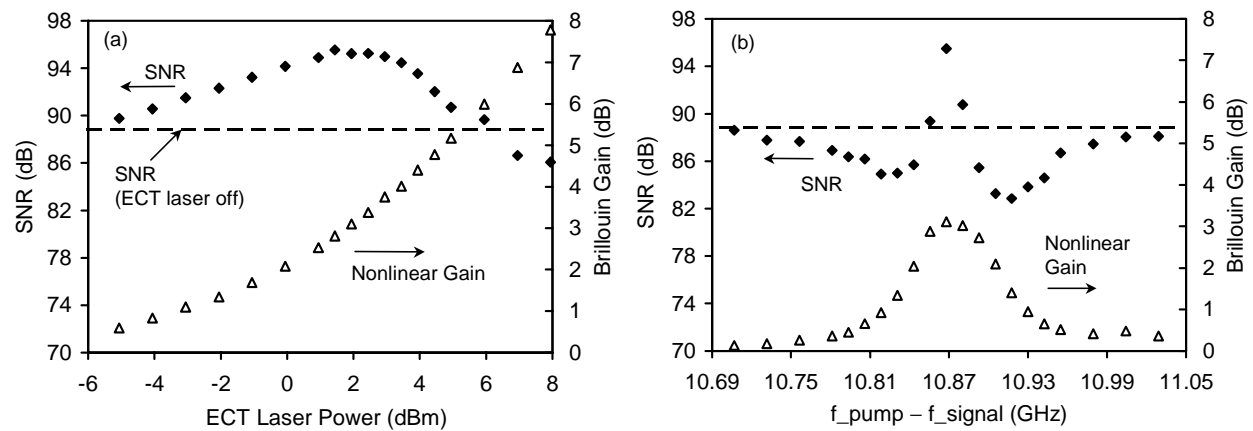 (a)
SNR (dB)
98
94
90
86
82
78
74
70
SNR
SNR
(ECT laser off)
Nonlinear Gain
8
7
6
5
4
3
2
1
0
Brillouin Gain (dB)
-6 -4 -2 0 2 4 6 8
ECT Laser Power (dBm)
(b)
SNR (dB)
98
94
90
86
82
78
74
70
SNR
Nonlinear
Gain
8
7
6
5
4
3
2
1
0
Brillouin Gain (dB)
10.69 10.75 10.81 10.87 10.93 10.99 11.05
f_pump – f_signal (GHz)